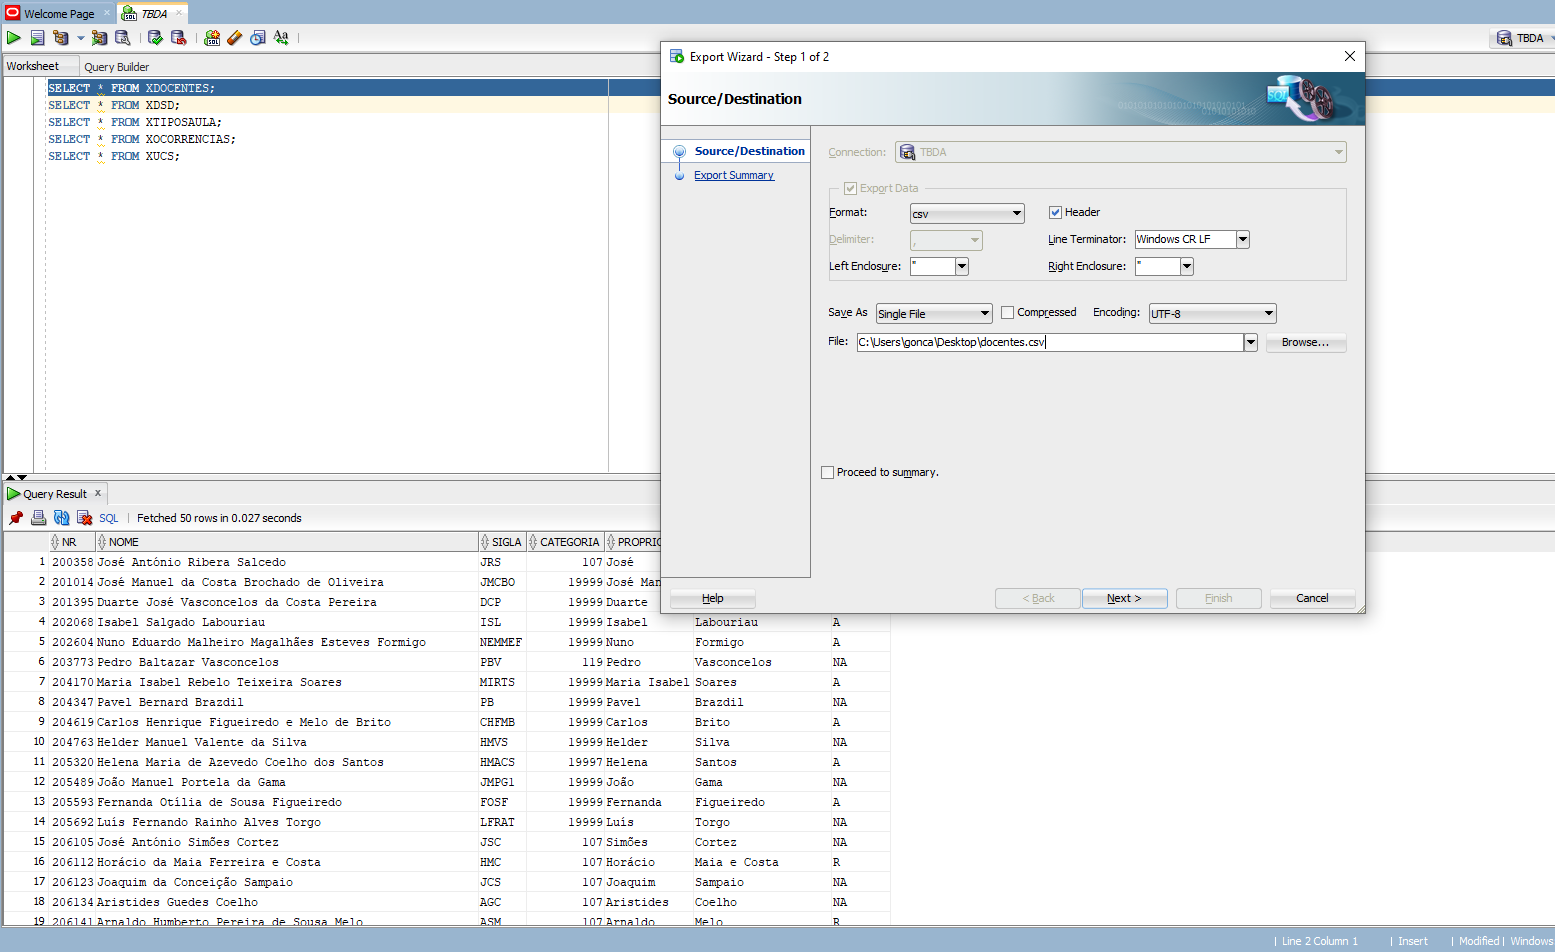 Welcome Page
TBDA
TBDA
Worksheet
Query Builder
SELECT * FROM XDOCENTES;
SELECT * FROM XDSD;
SELECT * FROM XTIPOSAULA;
SELECT * FROM XOCORRENCIAS;
SELECT * FROM XUCS;
Export Wizard - Step 1 of 2
Source/Destination
Source/Destination
Export Summary
Connection: TBDA
Export Data
Format: csv Header
Delimiter: , Line Terminator: Windows CR LF
Left Enclosure: " Right Enclosure: "
Save As Single File Compressed Encoding: UTF-8
File: C:\Users\gonca\Desktop\docentes.csv Browse...
Proceed to summary.
Help < Back Next > Finish Cancel
Query Result x
SQL | Fetched 50 rows in 0.027 seconds
NR NOME SIGLA CATEGORIA
1 200358 José António Ribera Salcedo JRS 107 José
2 201014 José Manuel da Costa Brochado de Oliveira JMCBO 19999
3 201395 Duarte José Vasconcelos da Costa Pereira DCP 19999 Duarte
4 202068 Isabel Salgado Labouriau ISL 19999 Isabel Labouriau A
5 202604 Nuno Eduardo Malheiro Magalhães Esteves Formigo NEMMEF 19999 Nuno Formigo A
6 203773 Pedro Baltazar Vasconcelos PBV 119 Pedro Vasconcelos NA
7 204170 Maria Isabel Rebelo Teixeira Soares MIRTS 19999 Maria Isabel Soares A
8 204347 Pavel Bernard Brazdil PB 19999 Pavel Brazdil NA
9 204619 Carlos Henrique Figueiredo e Melo de Brito CHFMB 19999 Carlos Brito A
10 204763 Helder Manuel Valente da Silva HMVS 19999 Helder Silva NA
11 205320 Helena Maria de Azevedo Coelho dos Santos HMACS 19997 Helena Santos A
12 205489 João Manuel Portela da Gama JMPG1 19999 João Gama NA
13 205593 Fernanda Otília de Sousa Figueiredo FOSF 19999 Fernanda Figueiredo A
14 205692 Luís Fernando Rainho Alves Torgo LFRAT 19999 Luís Torgo NA
15 206105 José António Simões Cortez JSC 107 Simões Cortez NA
16 206112 Horácio da Maia Ferreira e Costa HMC 107 Horácio Maia e Costa R
17 206123 Joaquim da Conceição Sampaio JCS 107 Joaquim Sampaio NA
18 206134 Aristides Guedes Coelho AGC 107 Aristides Coelho NA
19 206141 Arnaldo Humberto Pereira de Sousa Melo ASM 107 Arnaldo Melo R
| Line 2 Column 1 | Insert | Modified | Windows